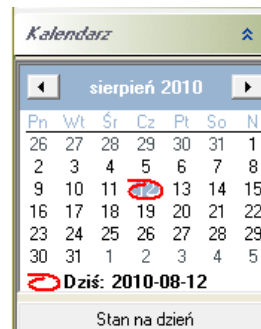 Kalendarz
sierpień 2010
Pn Wt Śr Cz Pt So N
26 27 28 29 30 31 1
2 3 4 5 6 7 8
9 10 11 12 13 14 15
16 17 18 19 20 21 22
23 24 25 26 27 28 29
30 31 1 2 3 4 5
Dziś: 2010-08-12
Stan na dzień